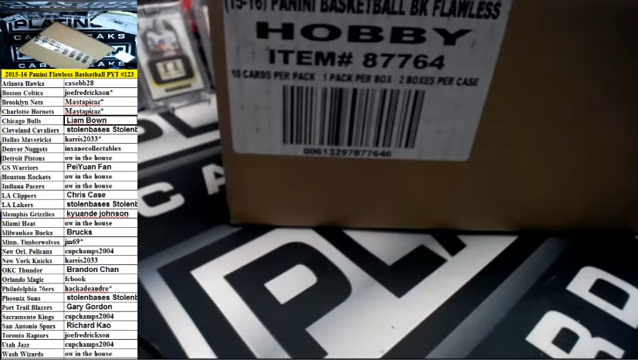 (15-16) PANINI BASKETBALL BK FLAWLESS
HOBBY
ITEM# 87764
10 CARDS PER PACK 1 PACK PER BOX 2 BOXES PER CASE
00613297877646
2015-16 Panini Flawless Basketball PYT #123
Atlanta Hawks casebb28
Boston Celtics joefredrickson*
Brooklyn Nets Mastapiraz*
Charlotte Hornets Mastapiraz*
Chicago Bulls Liam Bown
Cleveland Cavaliers stolenbases Stolenb
Dallas Mavericks harris2033*
Denver Nuggets insanecollectables
Detroit Pistons ow in the house
GS Warriors PeiYuan Fan
Houston Rockets ow in the house
Indiana Pacers ow in the house
LA Clippers Chris Case
LA Lakers stolenbases Stolenb
Memphis Grizzlies kyuande johnson
Miami Heat ow in the house
Milwaukee Bucks Brucks
Minn. Timberwolves jm69*
New Orl. Pelicans cupchamps2004
New York Knicks harris2033
OKC Thunder Brandon Chan
Orlando Magic fcbook
Philadelphia 76ers hackadeandre*
Phoenix Suns stolenbases Stolenb
Port Trail Blazers Gary Gordon
Sacramento Kings cupchamps2004
San Antonio Spurs Richard Kao
Toronto Raptors joefredrickson
Utah Jazz cupchamps2004
Wash Wizards ow in the house